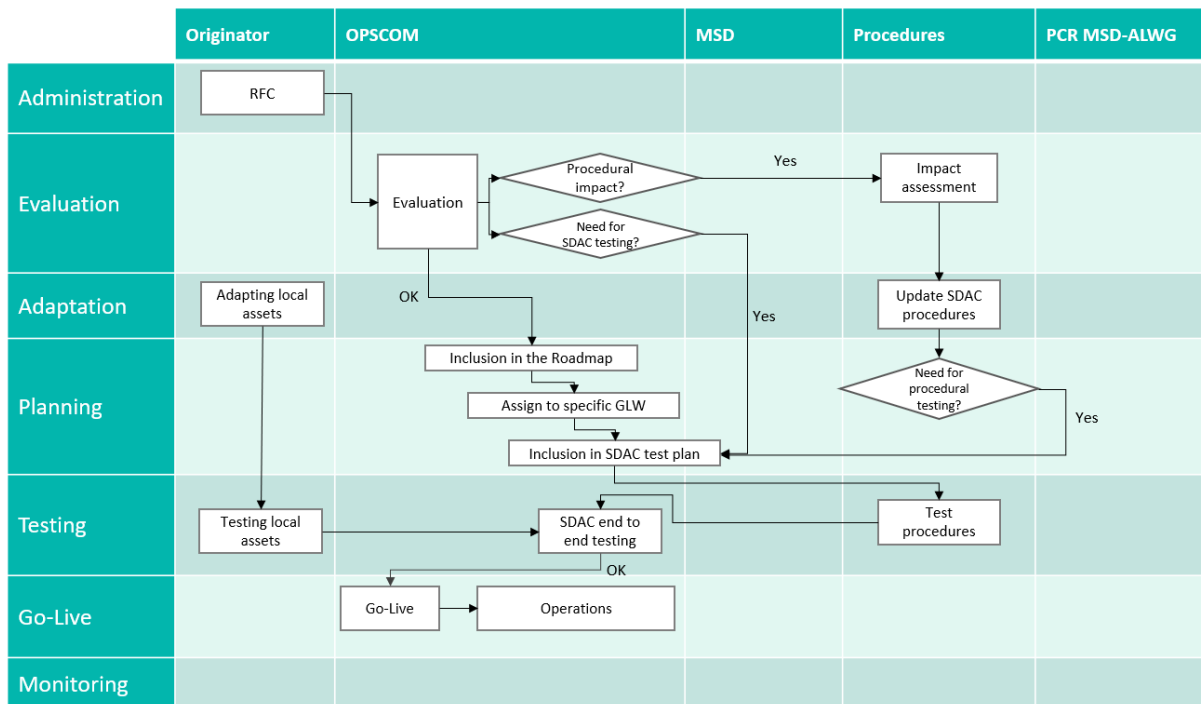 Originator
OPSCOM
MSD
Procedures
PCR MSD-ALWG
Administration
RFC
Evaluation
Evaluation
Procedural
impact?
Yes
Impact
assessment
Need for
SDAC testing?
Adaptation
Adapting local
assets
OK
Yes
Update SDAC
procedures
Planning
Inclusion in the Roadmap
Assign to specific GLW
Inclusion in SDAC test plan
Need for
procedural
testing?
Yes
Testing
Testing local
assets
SDAC end to
end testing
Test
procedures
OK
Go-Live
Go-Live
Operations
Monitoring